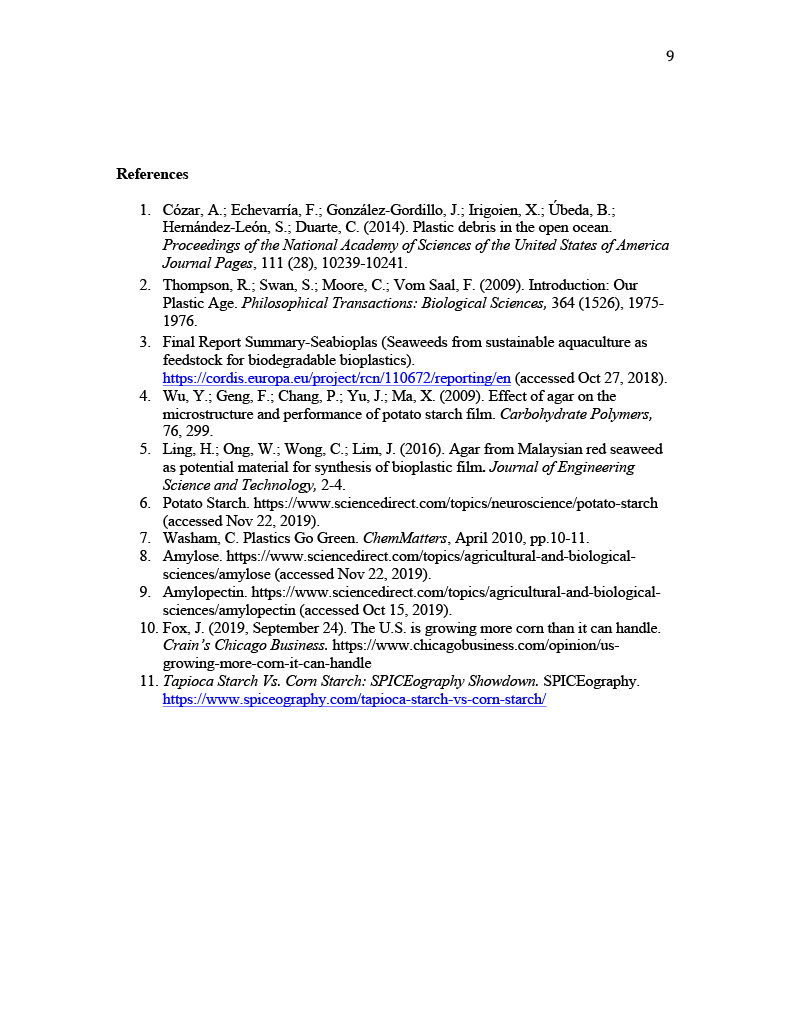 9
References
1. Cózar, A.; Echevarría, F.; González-Gordillo, J.; Irigoien, X.; Úbeda, B.;
Hernández-León, S.; Duarte, C. (2014). Plastic debris in the open ocean.
Proceedings of the National Academy of Sciences of the United States of America
Journal Pages, 111 (28), 10239-10241.
2. Thompson, R.; Swan, S.; Moore, C.; Vom Saal, F. (2009). Introduction: Our
Plastic Age. Philosophical Transactions: Biological Sciences, 364 (1526), 1975-
1976.
3. Final Report Summary-Seabioplas (Seaweeds from sustainable aquaculture as
feedstock for biodegradable bioplastics).
https://cordis.europa.eu/project/rcn/110672/reporting/en (accessed Oct 27, 2018).
4. Wu, Y.; Geng, F.; Chang, P.; Yu, J.; Ma, X. (2009). Effect of agar on the
microstructure and performance of potato starch film. Carbohydrate Polymers,
76, 299.
5. Ling, H.; Ong, W.; Wong, C.; Lim, J. (2016). Agar from Malaysian red seaweed
as potential material for synthesis of bioplastic film. Journal of Engineering
Science and Technology, 2-4.
6. Potato Starch. https://www.sciencedirect.com/topics/neuroscience/potato-starch
(accessed Nov 22, 2019).
7. Washam, C. Plastics Go Green. ChemMatters, April 2010, pp.10-11.
8. Amylose. https://www.sciencedirect.com/topics/agricultural-and-biological-
sciences/amylose (accessed Nov 22, 2019).
9. Amylopectin. https://www.sciencedirect.com/topics/agricultural-and-biological-
sciences/amylopectin (accessed Oct 15, 2019).
10. Fox, J. (2019, September 24). The U.S. is growing more corn than it can handle.
Crain’s Chicago Business. https://www.chicagobusiness.com/opinion/us-
growing-more-corn-it-can-handle
11. Tapioca Starch Vs. Corn Starch: SPICEography Showdown. SPICEography.
https://www.spiceography.com/tapioca-starch-vs-corn-starch/